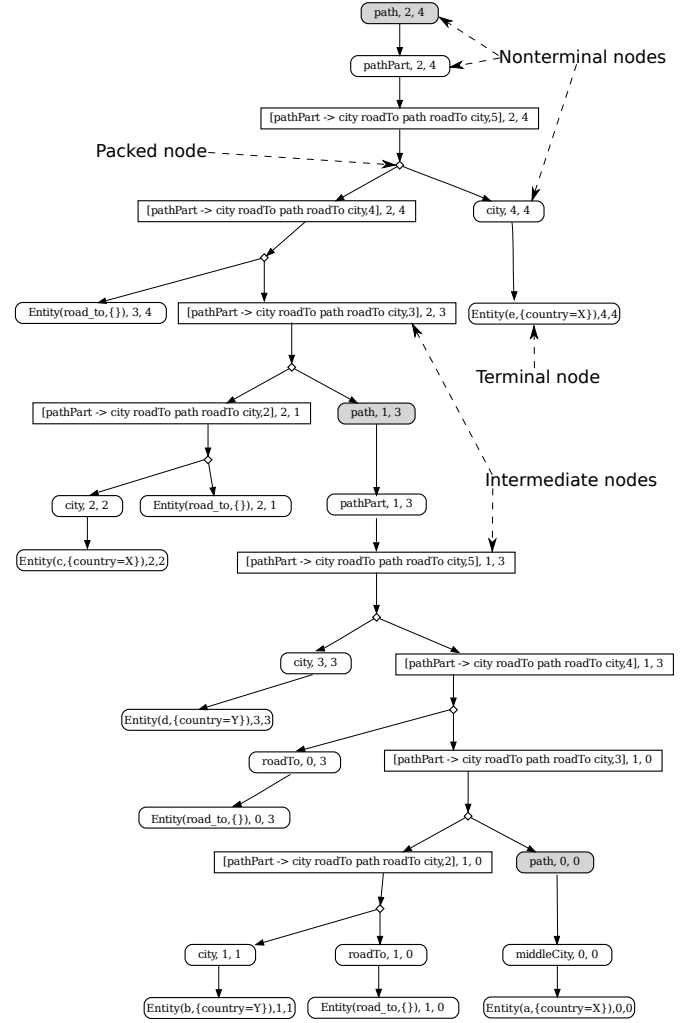 path, 2, 4
pathPart, 2, 4
Nonterminal nodes
[pathPart -> city roadTo path roadTo city,5], 2, 4
Packed node
[pathPart -> city roadTo path roadTo city,4], 2, 4
city, 4, 4
Entity(road_to,{}), 3, 4
[pathPart -> city roadTo path roadTo city,3], 2, 3
Entity(e,{country=X}),4,4
Terminal node
[pathPart -> city roadTo path roadTo city,2], 2, 1
path, 1, 3
Intermediate nodes
city, 2, 2
Entity(road_to,{}), 2, 1
pathPart, 1, 3
Entity(c,{country=X}),2,2
[pathPart -> city roadTo path roadTo city,5], 1, 3
city, 3, 3
[pathPart -> city roadTo path roadTo city,4], 1, 3
Entity(d,{country=Y}),3,3
roadTo, 0, 3
[pathPart -> city roadTo path roadTo city,3], 1, 0
Entity(road_to,{}), 0, 3
[pathPart -> city roadTo path roadTo city,2], 1, 0
path, 0, 0
city, 1, 1
roadTo, 1, 0
middleCity, 0, 0
Entity(b,{country=Y}),1,1
Entity(road_to,{}), 1, 0
Entity(a,{country=X}),0,0